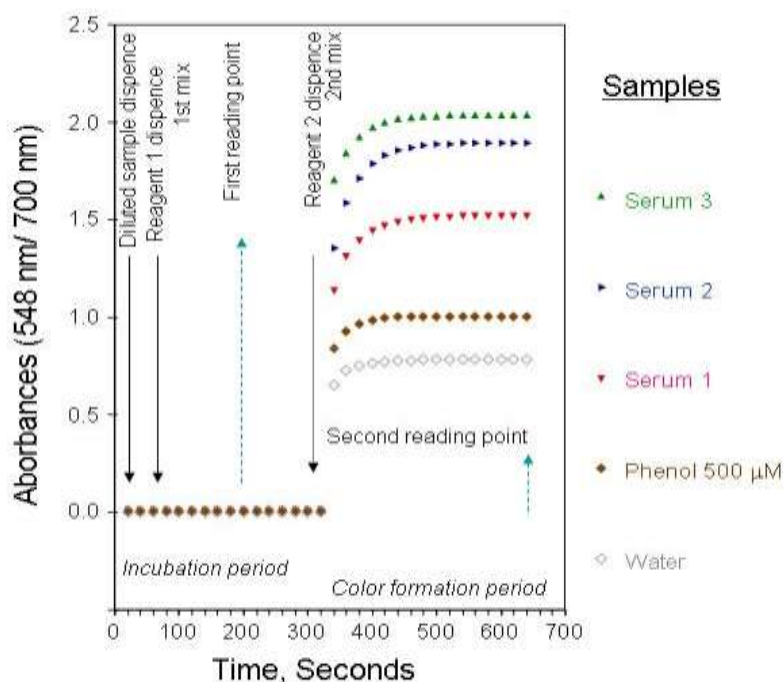 Aborbances (548 nm/ 700 nm)
2.5
2.0
1.5
1.0
0.5
0.0
Diluted sample dispence
Reagent 1 dispence
1st mix
First reading point
Reagent 2 dispence
2nd mix
Second reading point
Incubation period
Color formation period
0
100
200
300
400
500
600
700
Time, Seconds
Samples
Serum 3
Serum 2
Serum 1
Phenol 500 µM
Water